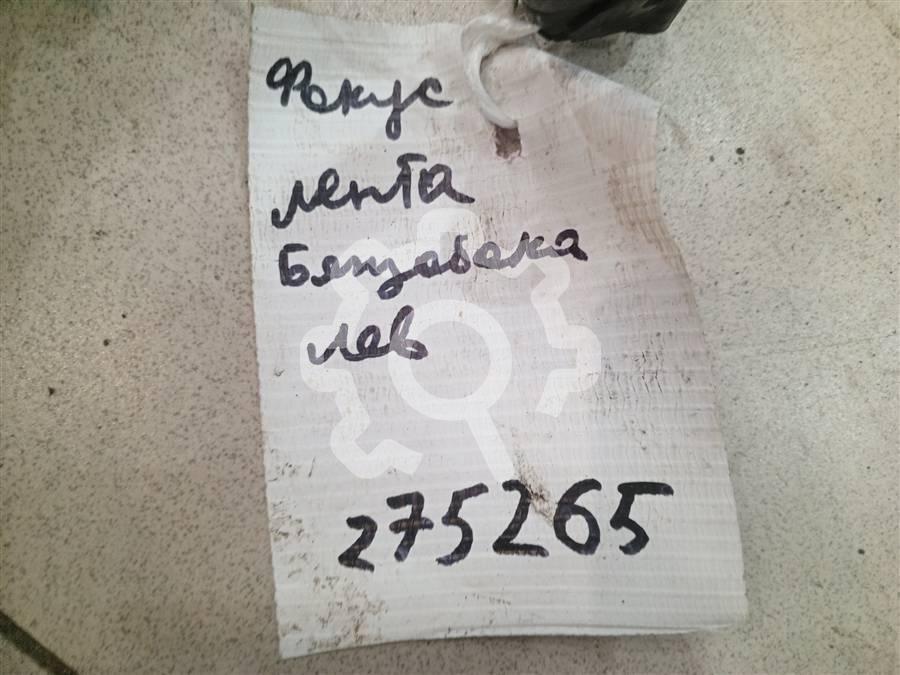 Фокус
лента
Бензобака
лев
275265